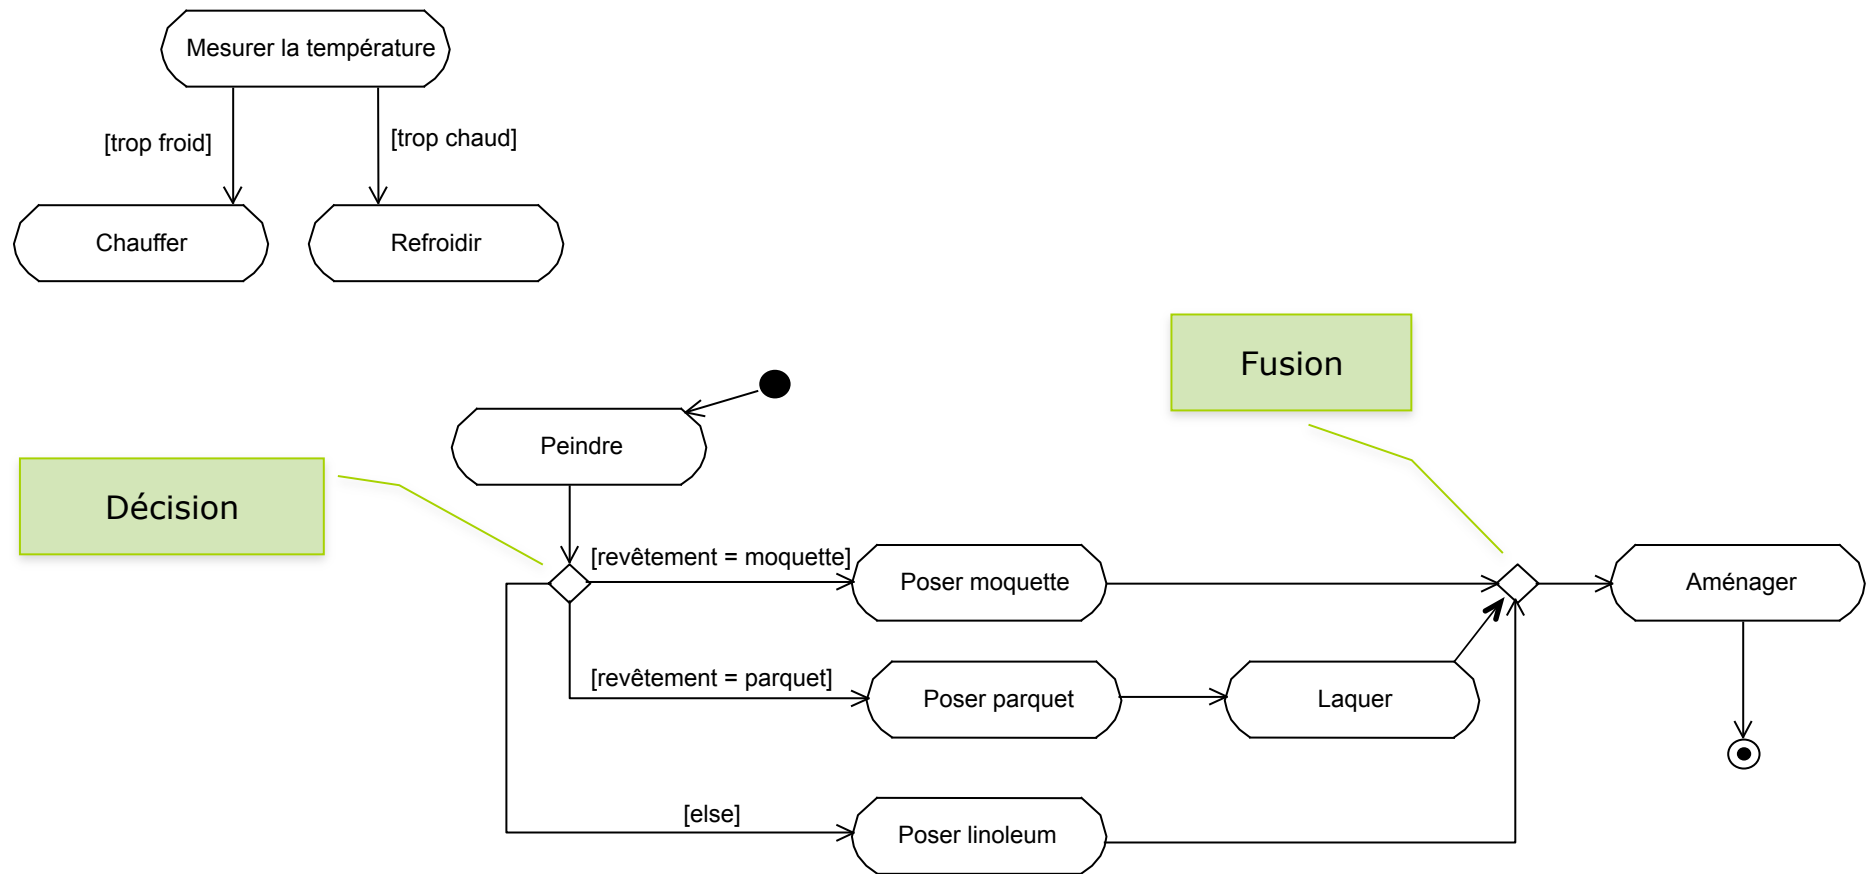 Mesurer la température
[trop froid]
[trop chaud]
Chauffer
Refroidir
Fusion
Peindre
Décision
[revêtement = moquette]
Poser moquette
Aménager
[revêtement = parquet]
Poser parquet
Laquer
[else]
Poser linoleum